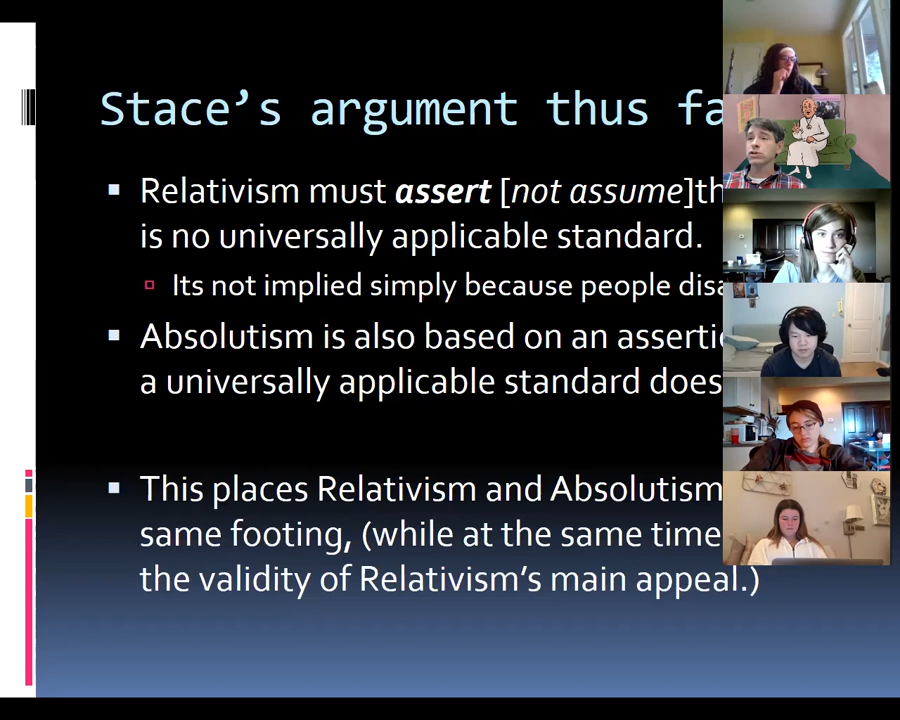 Stace's argument thus fa
Relativism must assert [not assume]th
is no universally applicable standard.
Its not implied simply because people disa
Absolutism is also based on an assertio
a universally applicable standard does
This places Relativism and Absolutism
same footing, (while at the same time
the validity of Relativism's main appeal.)